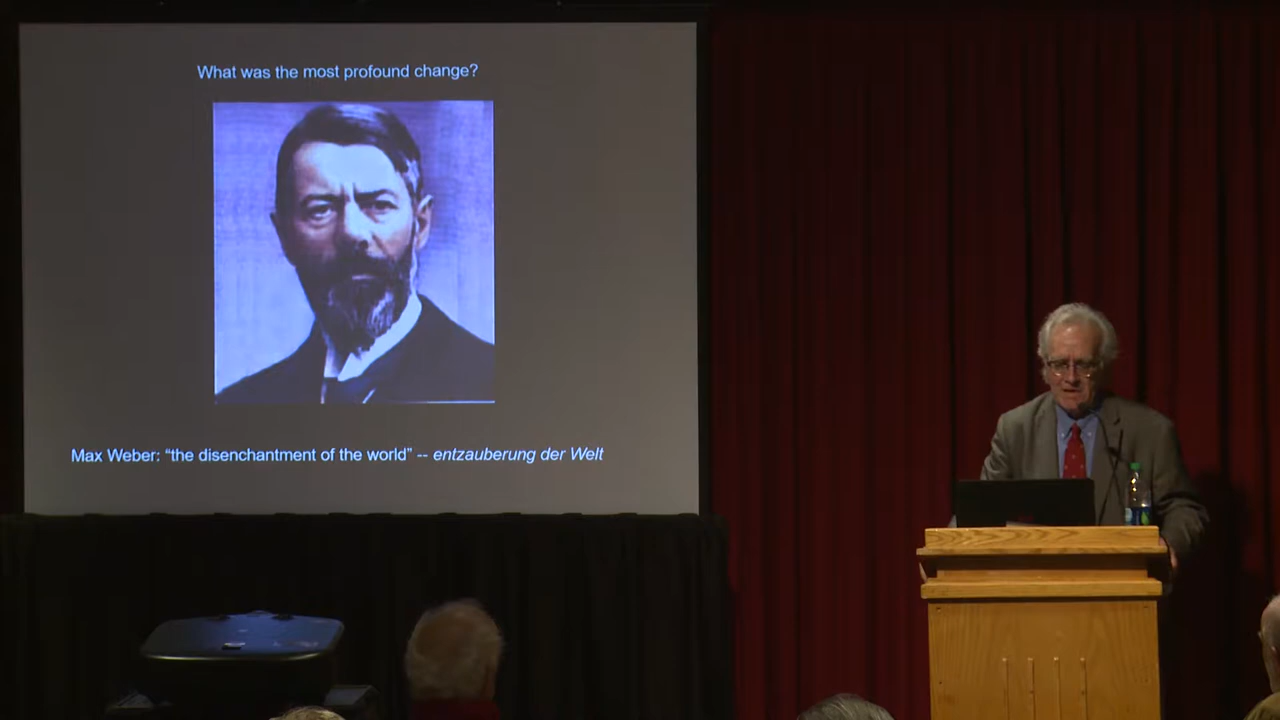 What was the most profound change?
Max Weber: “the disenchantment of the world” -- entzauberung der Welt